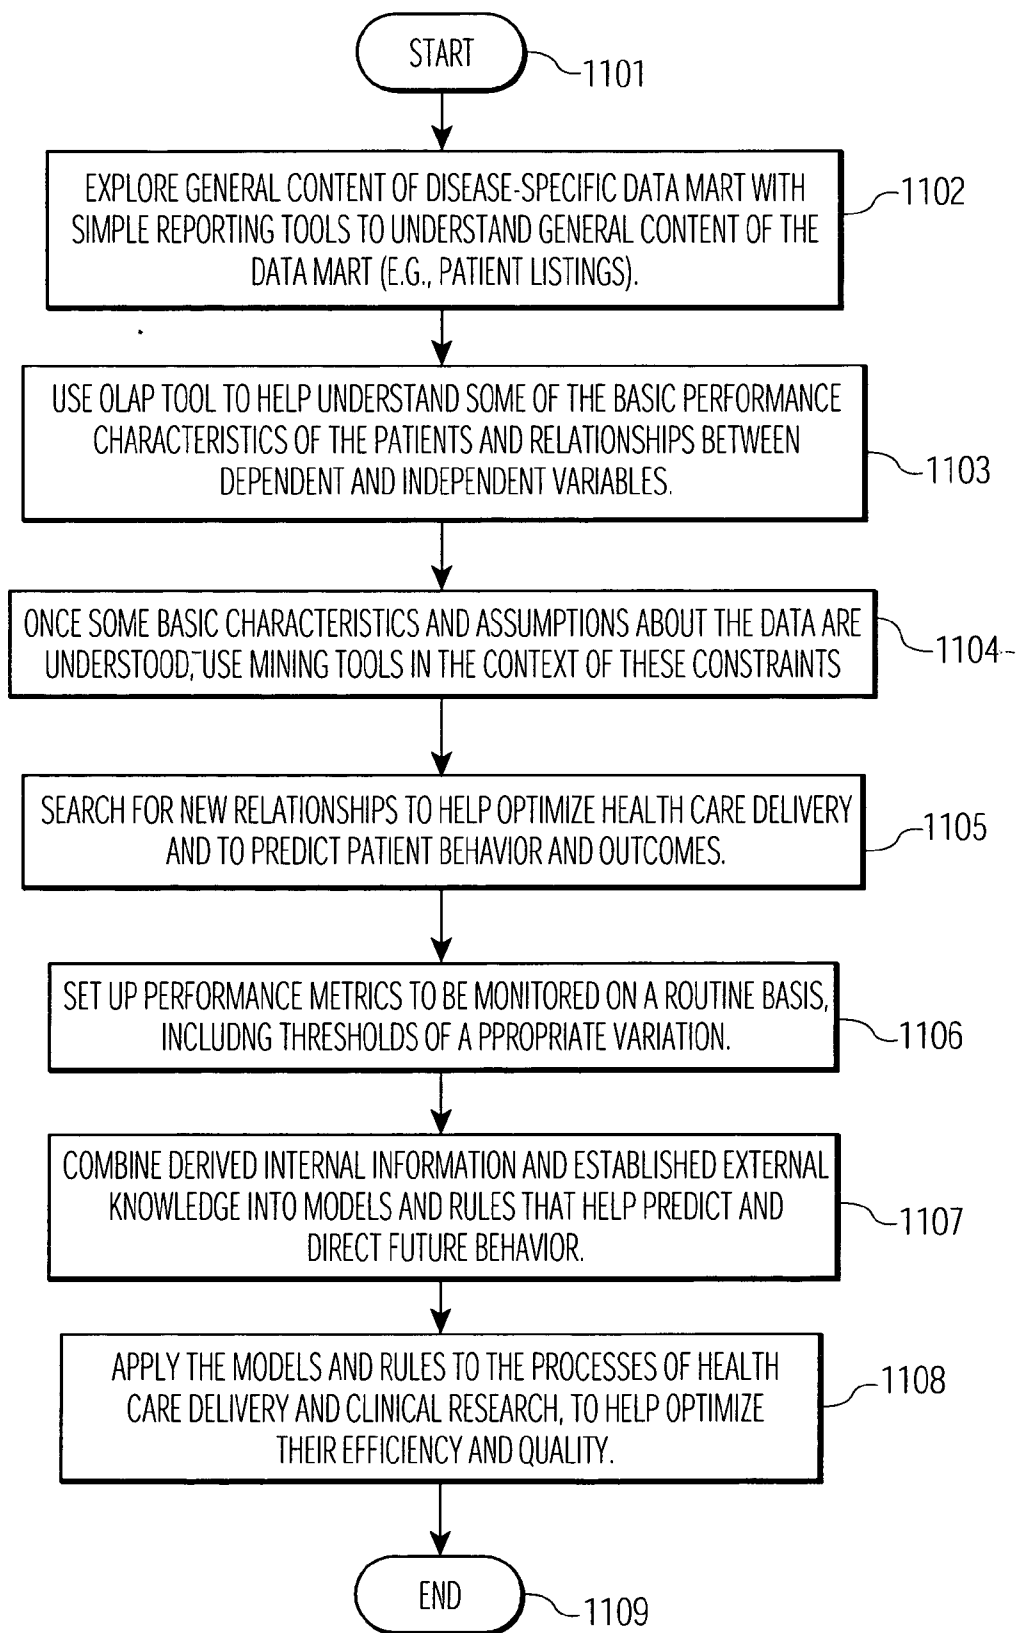 START
1101
EXPLORE GENERAL CONTENT OF DISEASE-SPECIFIC DATA MART WITH
SIMPLE REPORTING TOOLS TO UNDERSTAND GENERAL CONTENT OF THE
DATA MART (E.G., PATIENT LISTINGS).
1102
USE OLAP TOOL TO HELP UNDERSTAND SOME OF THE BASIC PERFORMANCE
CHARACTERISTICS OF THE PATIENTS AND RELATIONSHIPS BETWEEN
DEPENDENT AND INDEPENDENT VARIABLES.
1103
ONCE SOME BASIC CHARACTERISTICS AND ASSUMPTIONS ABOUT THE DATA ARE
UNDERSTOOD, USE MINING TOOLS IN THE CONTEXT OF THESE CONSTRAINTS
1104
SEARCH FOR NEW RELATIONSHIPS TO HELP OPTIMIZE HEALTH CARE DELIVERY
AND TO PREDICT PATIENT BEHAVIOR AND OUTCOMES.
1105
SET UP PERFORMANCE METRICS TO BE MONITORED ON A ROUTINE BASIS,
INCLUDNG THRESHOLDS OF A PPROPRIATE VARIATION.
1106
COMBINE DERIVED INTERNAL INFORMATION AND ESTABLISHED EXTERNAL
KNOWLEDGE INTO MODELS AND RULES THAT HELP PREDICT AND
DIRECT FUTURE BEHAVIOR.
1107
APPLY THE MODELS AND RULES TO THE PROCESSES OF HEALTH
CARE DELIVERY AND CLINICAL RESEARCH, TO HELP OPTIMIZE
THEIR EFFICIENCY AND QUALITY.
1108
END
1109